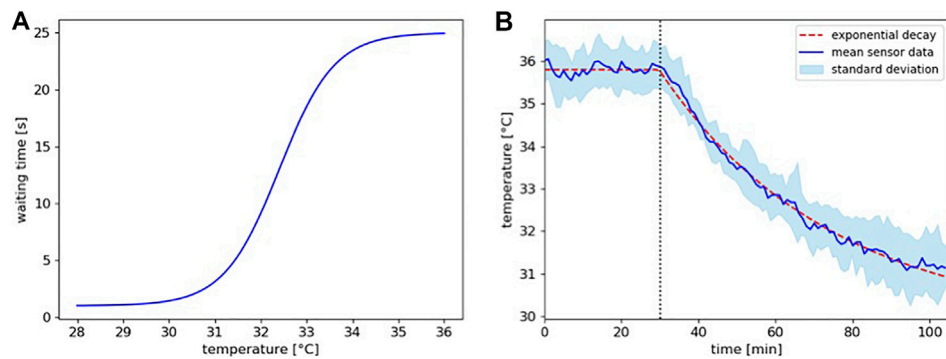 A
25
20
15
10
5
0
waiting time [s]
28 29 30 31 32 33 34 35 36
temperature [°C]
B
36
35
34
33
32
31
30
temperature [°C]
0 20 40 60 80 100
time [min]
exponential decay
mean sensor data
standard deviation